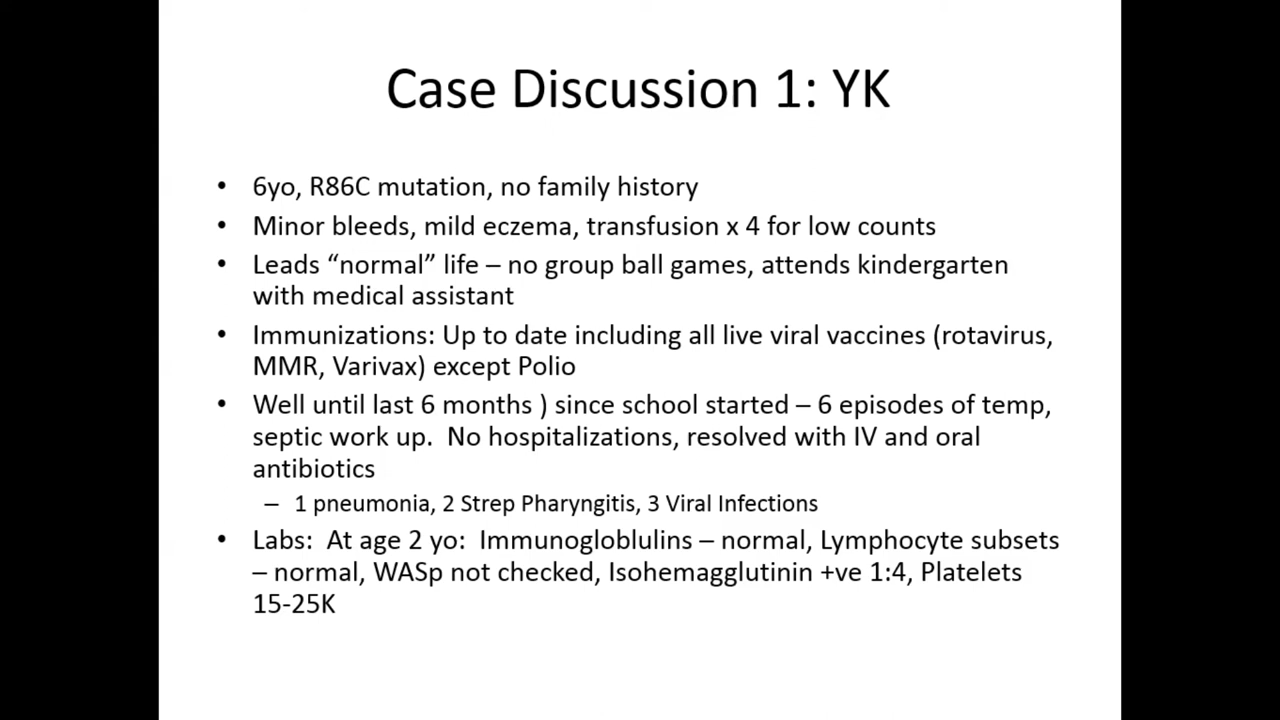 Case Discussion 1: YK
• 6yo, R86C mutation, no family history
• Minor bleeds, mild eczema, transfusion x 4 for low counts
• Leads “normal” life – no group ball games, attends kindergarten
with medical assistant
• Immunizations: Up to date including all live viral vaccines (rotavirus,
MMR, Varivax) except Polio
• Well until last 6 months ) since school started – 6 episodes of temp,
septic work up.  No hospitalizations, resolved with IV and oral
antibiotics
– 1 pneumonia, 2 Strep Pharyngitis, 3 Viral Infections
• Labs:  At age 2 yo:  Immunogloblulins – normal, Lymphocyte subsets
– normal, WASp not checked, Isohemagglutinin +ve 1:4, Platelets
15-25K